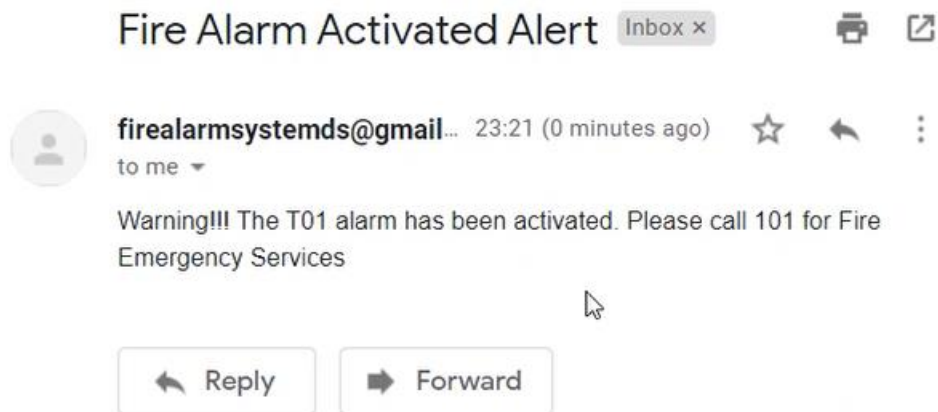 Fire Alarm Activated Alert Inbox ×
firealarmsystemds@gmail... 23:21 (0 minutes ago)
to me
Warning!!! The T01 alarm has been activated. Please call 101 for Fire
Emergency Services
Reply Forward